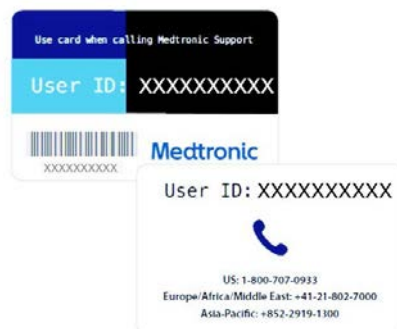 Use card when calling Medtronic Support
User ID: XXXXXXXXXX
XXXXXXXXXX
Medtronic
User ID: XXXXXXXXXX
US: 1-800-707-0933
Europe/Africa/Middle East: +41-21-802-7000
Asia-Pacific: +852-2919-1300